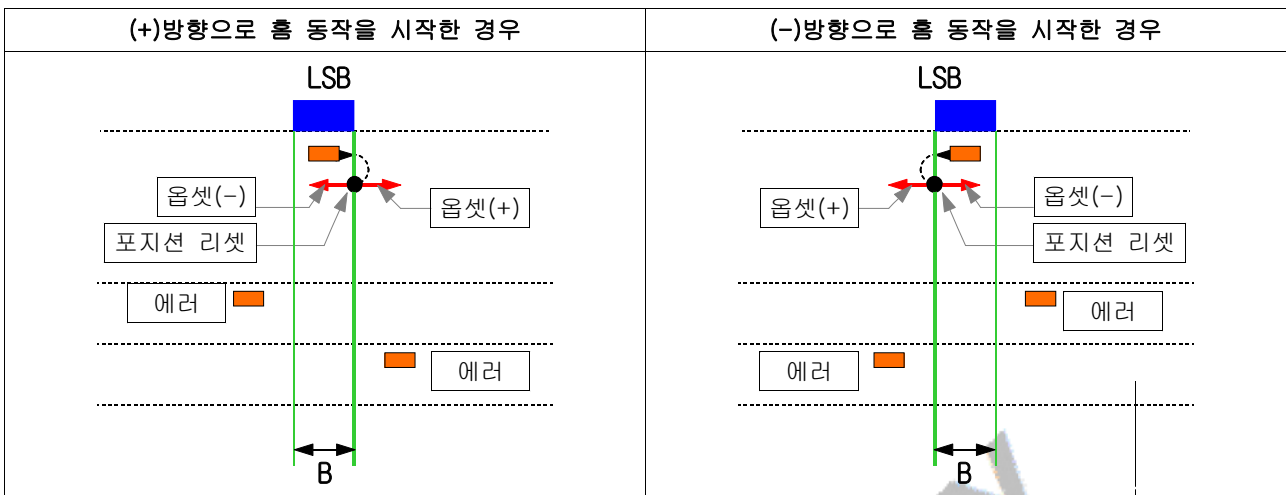 (+)방향으로 홈 동작을 시작한 경우
LSB
옵셋(-)
옵셋(+)
포지션 리셋
에러
에러
B
(-)방향으로 홈 동작을 시작한 경우
LSB
옵셋(+)
옵셋(-)
포지션 리셋
에러
에러
B